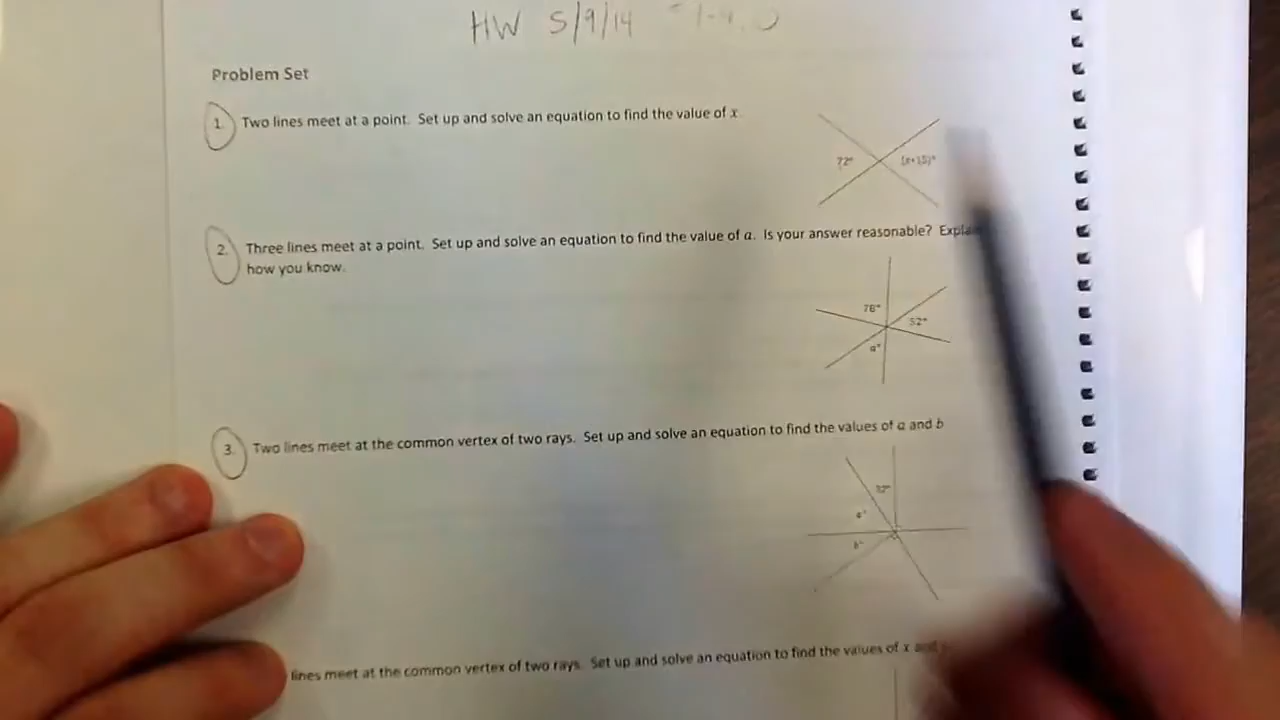 HW 5/9/14
Problem Set
1. Two lines meet at a point. Set up and solve an equation to find the value of x.
72°
(x+15)°
2. Three lines meet at a point. Set up and solve an equation to find the value of a. Is your answer reasonable?
how you know.
76°
52°
a°
3. Two lines meet at the common vertex of two rays. Set up and solve an equation to find the values of a and b
32°
a°
b°
lines meet at the common vertex of two rays. Set up and solve an equation to find the values of x and